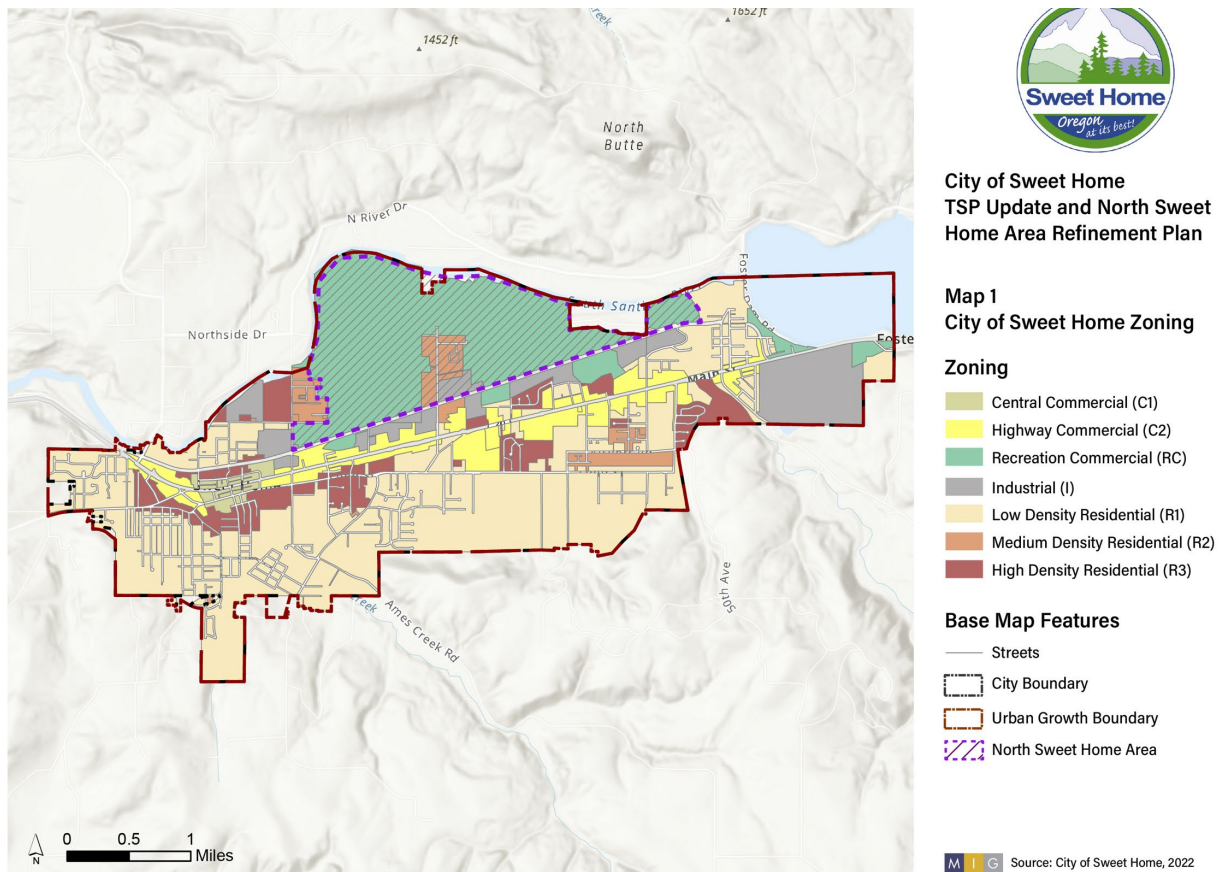 1652 ft
Creek
1452 ft
North
Butte
N River Dr
Northside Dr
Main St
Foste
50th Ave
Creek
Ames Creek Rd
N
0 0.5 1
Miles
Sweet Home
Oregon
at its best!
City of Sweet Home
TSP Update and North Sweet
Home Area Refinement Plan
Map 1
City of Sweet Home Zoning
Zoning
Central Commercial (C1)
Highway Commercial (C2)
Recreation Commercial (RC)
Industrial (I)
Low Density Residential (R1)
Medium Density Residential (R2)
High Density Residential (R3)
Base Map Features
Streets
City Boundary
Urban Growth Boundary
North Sweet Home Area
M I G Source: City of Sweet Home, 2022